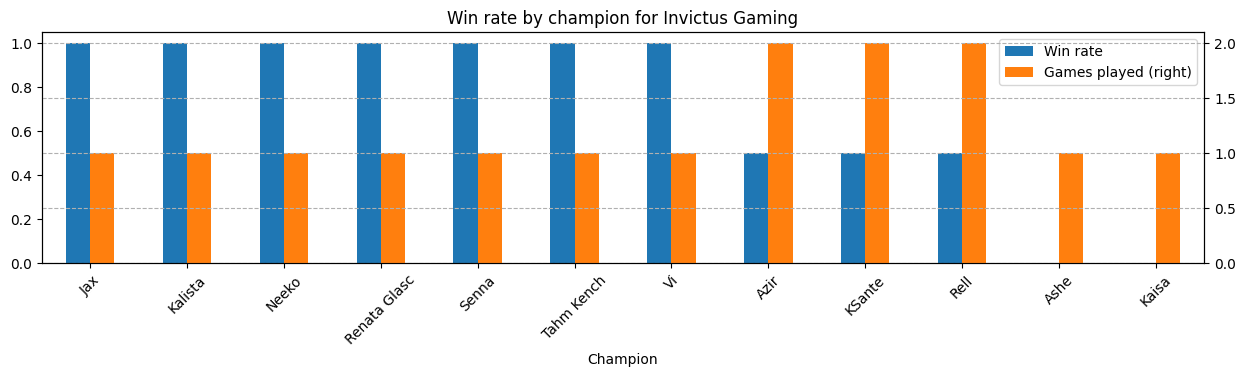 Win rate by champion for Invictus Gaming
1.0
0.8
0.6
0.4
0.2
0.0
2.0
1.5
1.0
0.5
0.0
Win rate
Games played (right)
Jax
Kalista
Neeko
Renata Glasc
Senna
Tahm Kench
Vi
Azir
KSante
Rell
Ashe
Kaisa
Champion